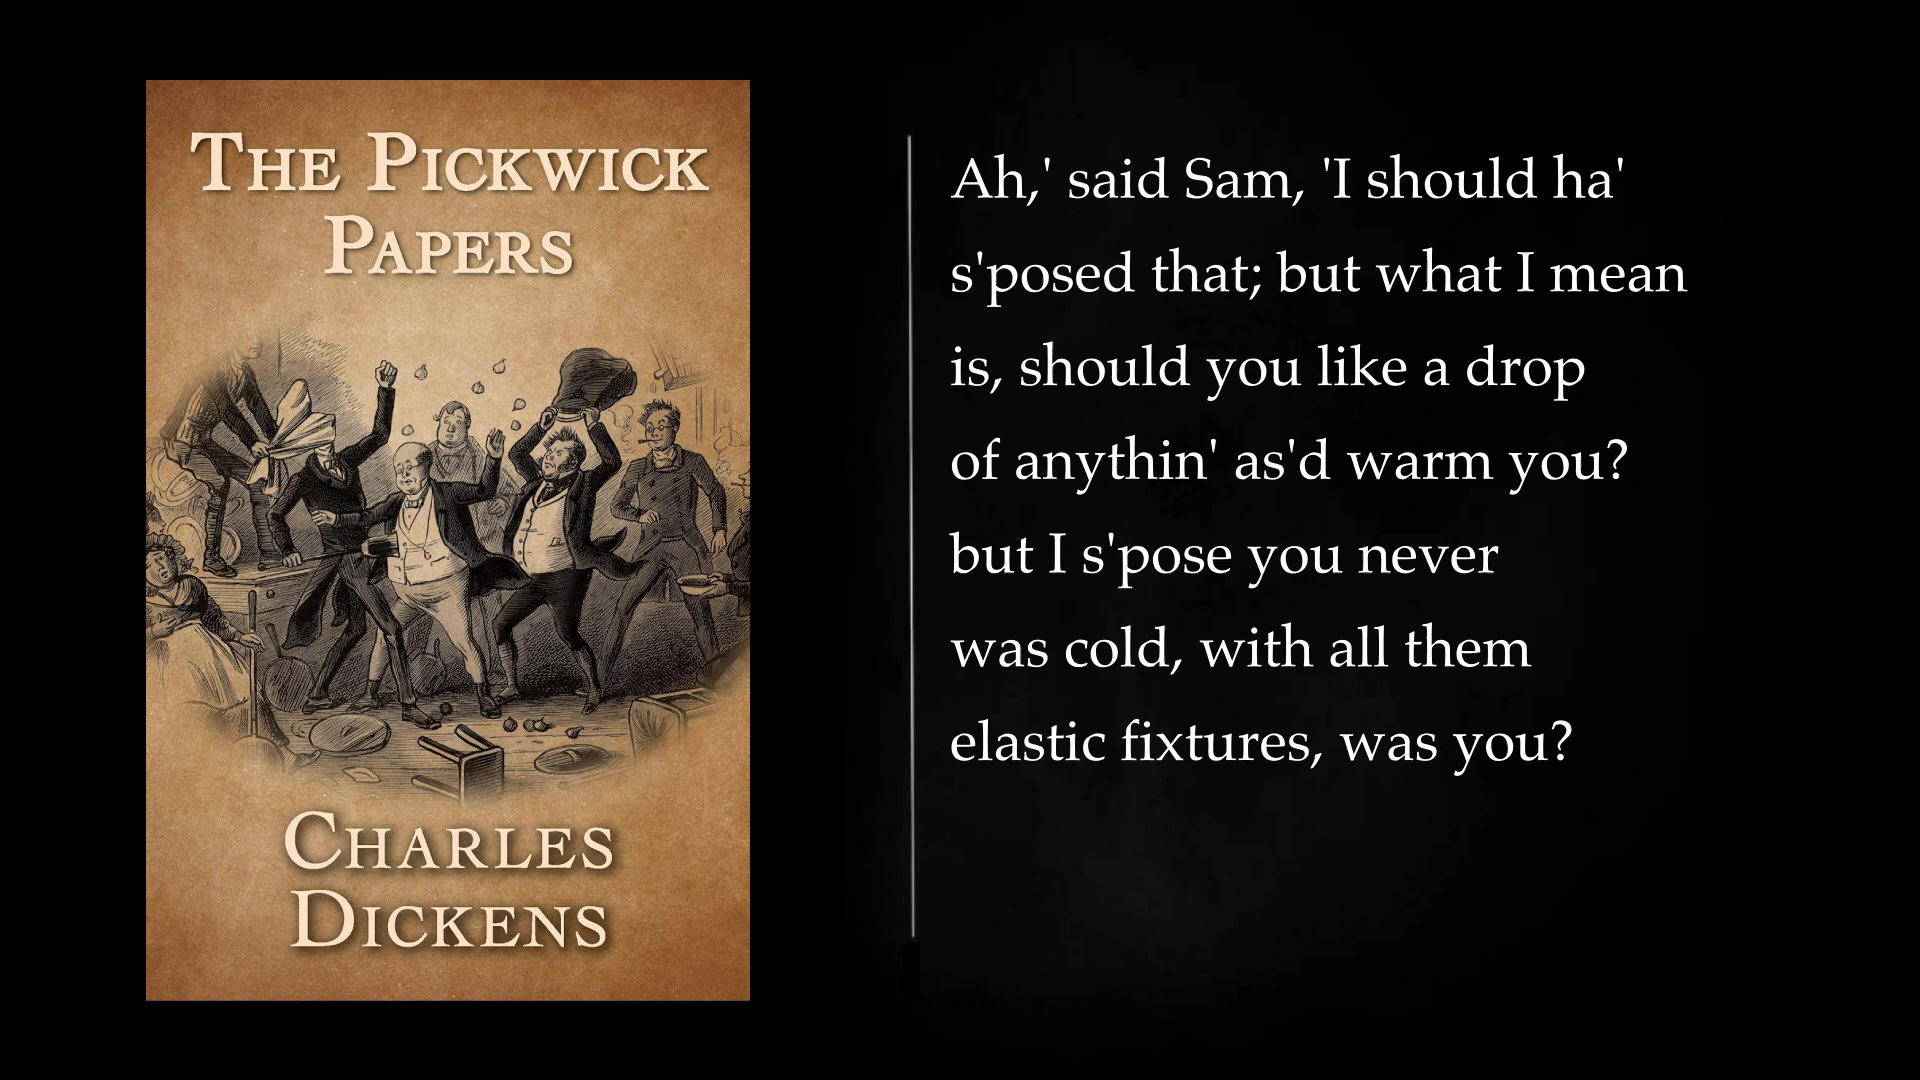 THE PICKWICK
PAPERS
CHARLES
DICKENS
Ah,' said Sam, 'I should ha'
s'posed that; but what I mean
is, should you like a drop
of anythin' as'd warm you?
but I s'pose you never
was cold, with all them
elastic fixtures, was you?